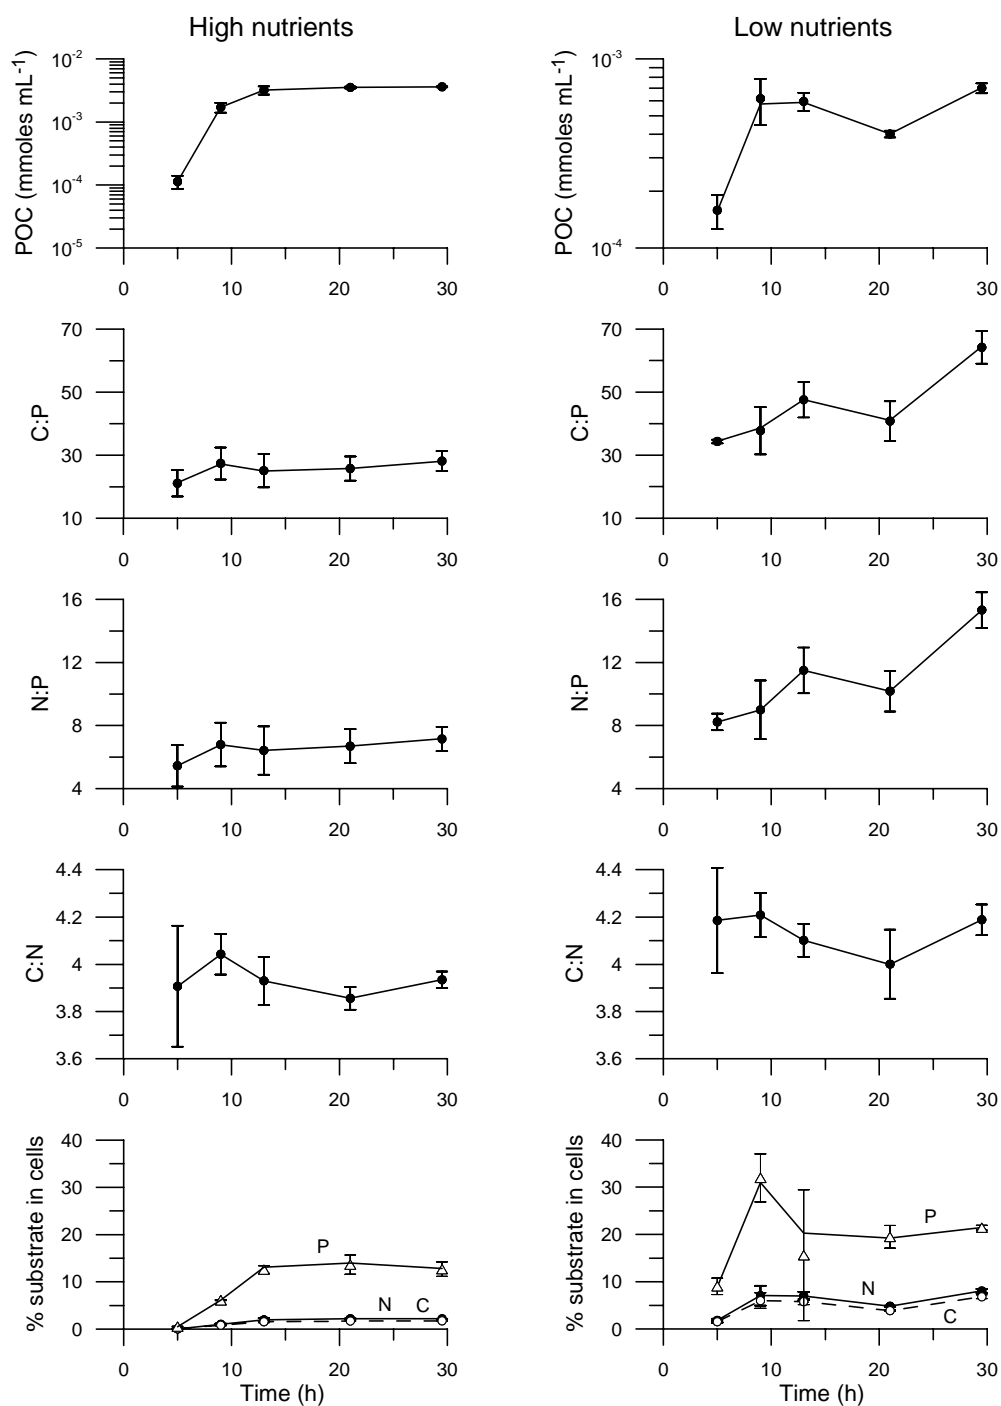 High nutrients
Low nutrients
POC (mmoles mL-1)
10-2
10-3
10-4
10-5
0 10 20 30
POC (mmoles mL-1)
10-3
10-4
0 10 20 30
C:P
70
50
30
10
0 10 20 30
C:P
70
50
30
10
0 10 20 30
N:P
16
12
8
4
0 10 20 30
N:P
16
12
8
4
0 10 20 30
C:N
4.4
4.2
4
3.8
3.6
0 10 20 30
C:N
4.4
4.2
4
3.8
3.6
0 10 20 30
% substrate in cells
40
30
20
10
0
P
N C
0 10 20 30
Time (h)
% substrate in cells
40
30
20
10
0
P
N
C
0 10 20 30
Time (h)